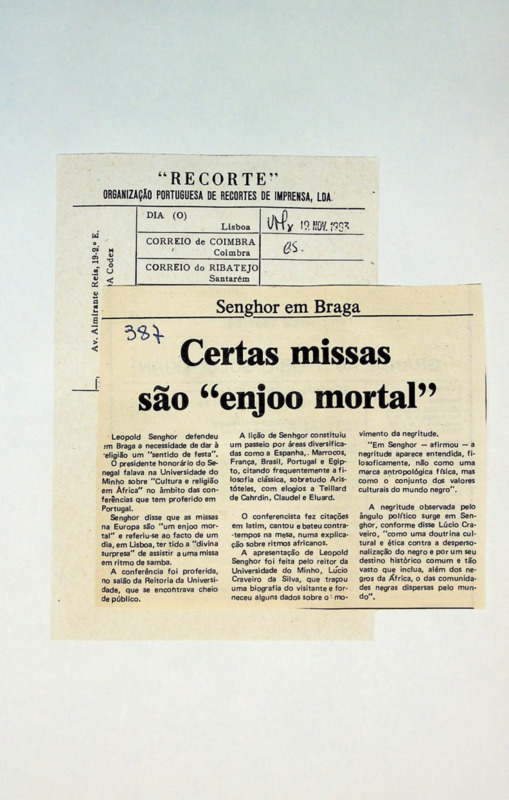 “RECORTE”
ORGANIZAÇÃO PORTUGUESA DE RECORTES DE IMPRENSA, LDA.
Av. Almirante Reis, 19-2.º E.
A Codex
DIA (O)
Lisboa
19 NOV. 1983
CORREIO de COIMBRA
Coimbra
CORREIO do RIBATEJO
Santarém
Senghor em Braga
387
Certas missas
são “enjoo mortal”
Leopold Senghor defendeu
em Braga a necessidade de dar à
religião um "sentido de festa".
O presidente honorário do Se-
negal falava na Universidade do
Minho sobre "Cultura e religião
em África" no âmbito das con-
ferências que tem proferido em
Portugal.
Senghor disse que as missas
na Europa são "um enjoo mor-
tal" e referiu-se ao facto de um
dia, em Lisboa, ter tido a "divina
surpresa" de assistir a uma missa
em ritmo de samba.
A conferência foi proferida,
no salão da Reitoria da Universi-
dade, que se encontrava cheio
de público.
A lição de Senhgor constituiu
um passeio por áreas diversifica-
das como a Espanha, Marrocos,
França, Brasil, Portugal e Egip-
to, citando frequentemente a fi-
losofia clássica, sobretudo Aris-
tóteles, com elogios a Teillard
de Cahrdin, Claudel e Eluard.
O conferencista fez citações
em latim, cantou e bateu contra-
-tempos na mesa, numa explica-
ção sobre ritmos africanos.
A apresentação de Leopold
Senghor foi feita pelo reitor da
Universidade do Minho, Lúcio
Craveiro da Silva, que traçou
uma biografia do visitante e for-
neceu alguns dados sobre o mo-
vimento da negritude.
"Em Senghor – afirmou – a
negritude aparece entendida, fi-
losoficamente, não como uma
marca antropológica física, mas
como o conjunto dos valores
culturais do mundo negro".
A negritude observada pelo
ângulo político surge em Sen-
ghor, conforme disse Lúcio Cra-
veiro, "como uma doutrina cul-
tural e ética contra a desperso-
nalização do negro e por um seu
destino histórico comum e tão
vasto que inclua, além dos ne-
gros da África, o das comunida-
des negras dispersas pelo mun-
do".